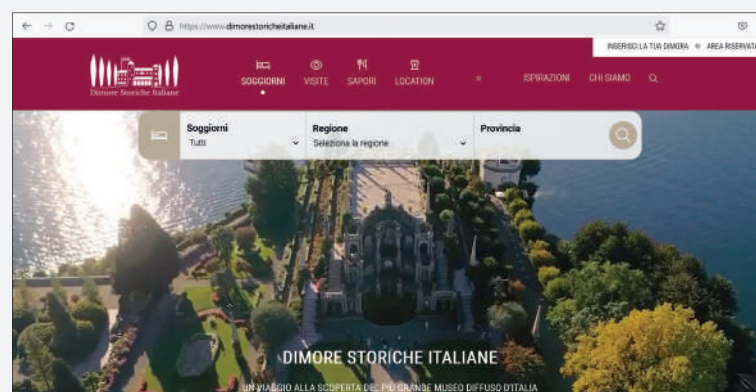 https://www.dimorestoricheitaliane.it
INSERISCI LA TUA DIMORA AREA RISERVATA
Dimore Storiche Italiane
SOGGIORNI VISITE SAPORI LOCATION ISPIRAZIONI CHI SIAMO
Soggiorni Regione Provincia
Tutti Seleziona la regione
DIMORE STORICHE ITALIANE
UN VIAGGIO ALLA SCOPERTA DEL PIÙ GRANDE MUSEO DIFFUSO D'ITALIA